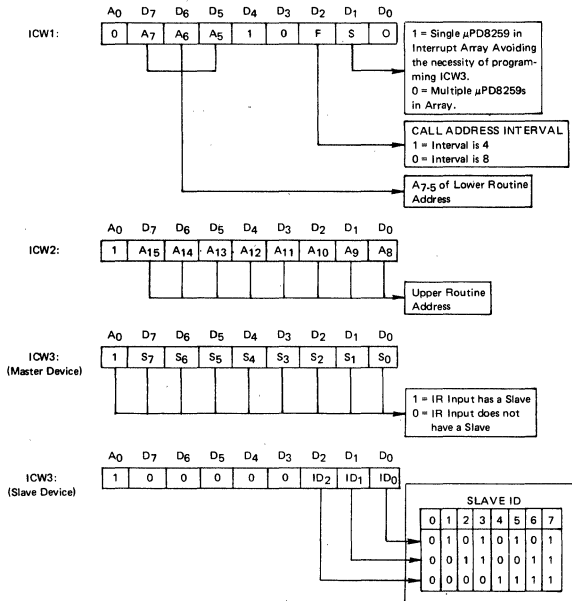 A0 D7 D6 D5 D4 D3 D2 D1 D0
ICW1: 0 A7 A6 A5 1 0 F S O
1 = Single μPD8259 in
Interrupt Array Avoiding
the necessity of program-
ming ICW3.
0 = Multiple μPD8259s
in Array.
CALL ADDRESS INTERVAL
1 = Interval is 4
0 = Interval is 8
A7-5 of Lower Routine
Address
A0 D7 D6 D5 D4 D3 D2 D1 D0
ICW2: 1 A15 A14 A13 A12 A11 A10 A9 A8
Upper Routine
Address
A0 D7 D6 D5 D4 D3 D2 D1 D0
ICW3: 1 S7 S6 S5 S4 S3 S2 S1 S0
(Master Device)
1 = IR Input has a Slave
0 = IR Input does not
have a Slave
A0 D7 D6 D5 D4 D3 D2 D1 D0
ICW3: 1 0 0 0 0 0 ID2 ID1 ID0
(Slave Device)
SLAVE ID
0 1 2 3 4 5 6 7
0 1 0 1 0 1 0 1
0 0 1 1 0 0 1 1
0 0 0 0 1 1 1 1